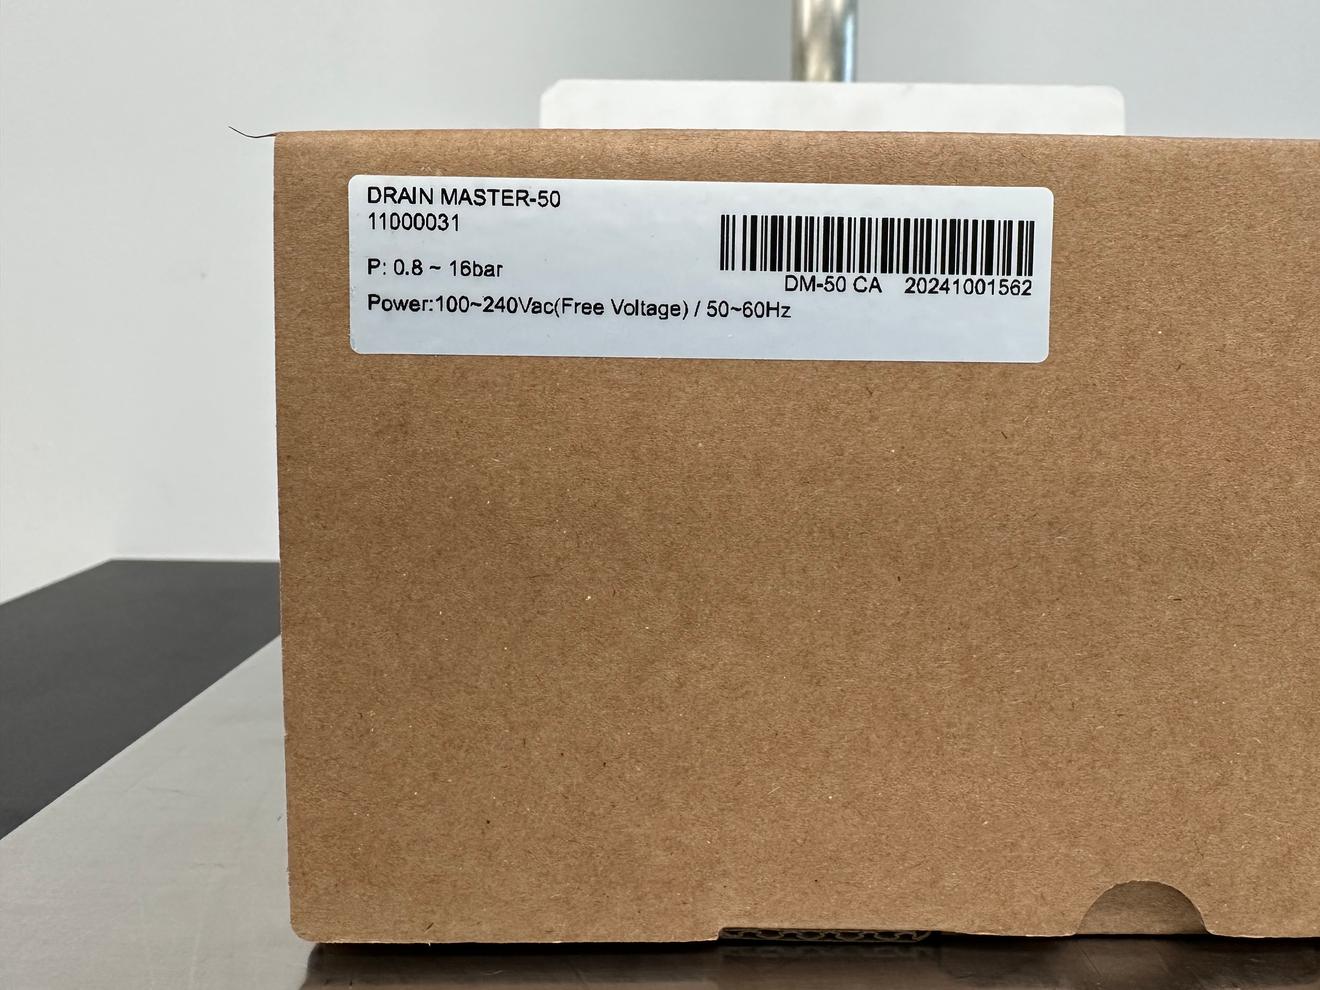 DRAIN MASTER-50
11000031
P: 0.8 ~ 16bar
DM-50 CA 20241001562
Power:100~240Vac(Free Voltage) / 50~60Hz